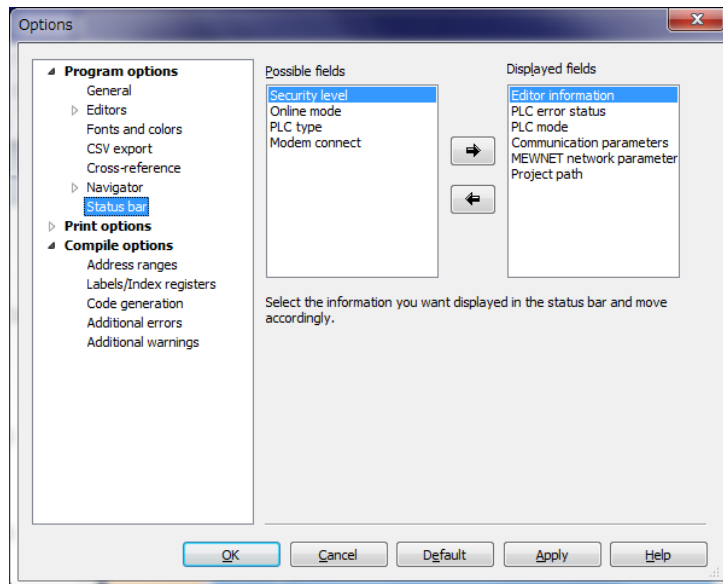 Options
Program options
General
Editors
Fonts and colors
CSV export
Cross-reference
Navigator
Status bar
Print options
Compile options
Address ranges
Labels/Index registers
Code generation
Additional errors
Additional warnings
Possible fields
Security level
Online mode
PLC type
Modem connect
Displayed fields
Editor information
PLC error status
PLC mode
Communication parameters
MEWNET network parameter
Project path
Select the information you want displayed in the status bar and move
accordingly.
OK
Cancel
Default
Apply
Help